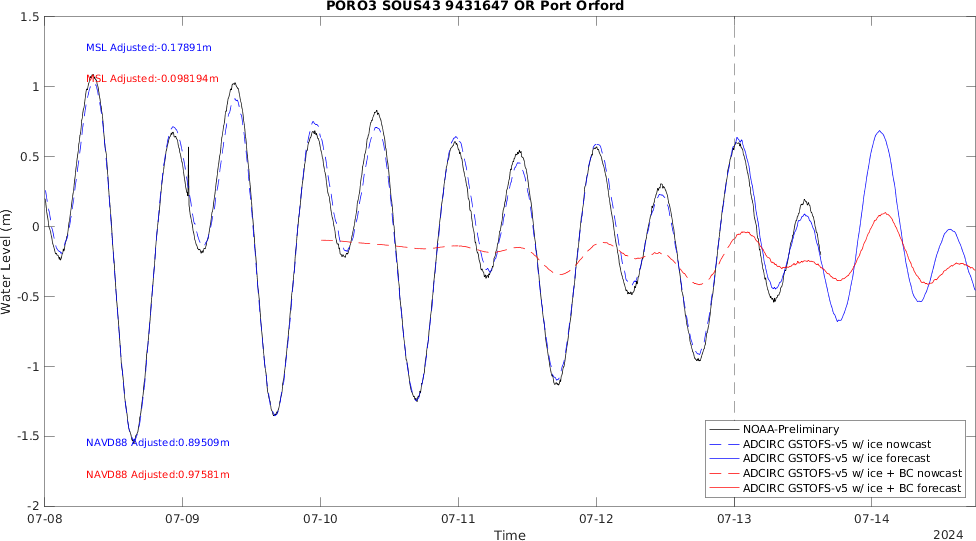 PORO3 SOUS43 9431647 OR Port Orford
1.5
MSL Adjusted:-0.17891m
MSL Adjusted:-0.098194m
1
0.5
0
Water Level (m)
-0.5
-1
-1.5
NAVD88 Adjusted:0.89509m
NAVD88 Adjusted:0.97581m
-2
NOAA-Preliminary
ADCIRC GSTOFS-v5 w/ ice nowcast
ADCIRC GSTOFS-v5 w/ ice forecast
ADCIRC GSTOFS-v5 w/ ice + BC nowcast
ADCIRC GSTOFS-v5 w/ ice + BC forecast
07-08 07-09 07-10 07-11 07-12 07-13 07-14
Time
2024